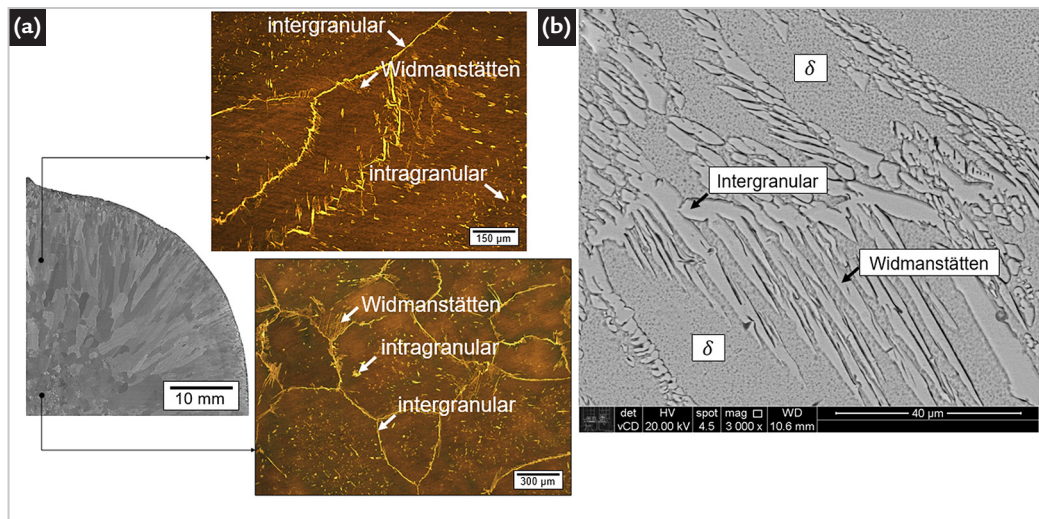 (a)
intergranular
Widmanstätten
intragranular
150 µm
10 mm
Widmanstätten
intragranular
intergranular
300 µm
(b)
δ
Intergranular
Widmanstätten
δ
det HV spot mag WD
vCD 20.00 kV 4.5 3 000 x 10.6 mm
40 µm